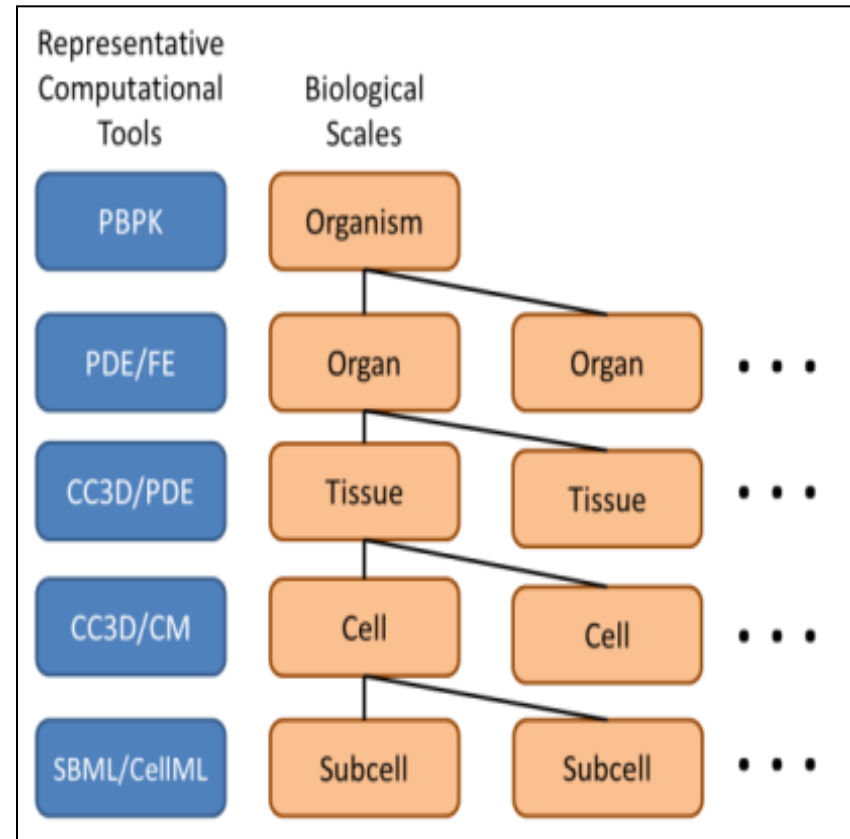 Representative
Computational
Tools
Biological
Scales
PBPK
Organism
PDE/FE
Organ
Organ
. . .
CC3D/PDE
Tissue
Tissue
. . .
CC3D/CM
Cell
Cell
. . .
SBML/CellML
Subcell
Subcell
. . .